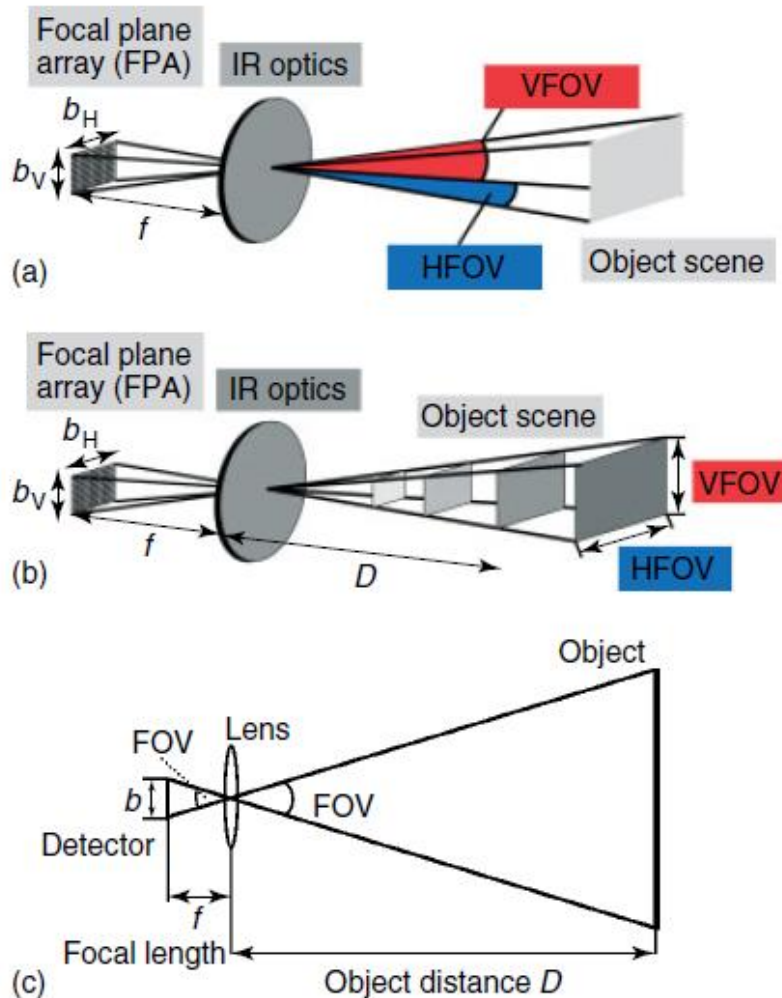 Focal plane
array (FPA)
IR optics
VFOV
b_H
b_V
f
HFOV
Object scene
(a)
Focal plane
array (FPA)
IR optics
Object scene
b_H
b_V
VFOV
f
D
HFOV
(b)
Object
Lens
FOV
b
FOV
Detector
f
Focal length
Object distance D
(c)